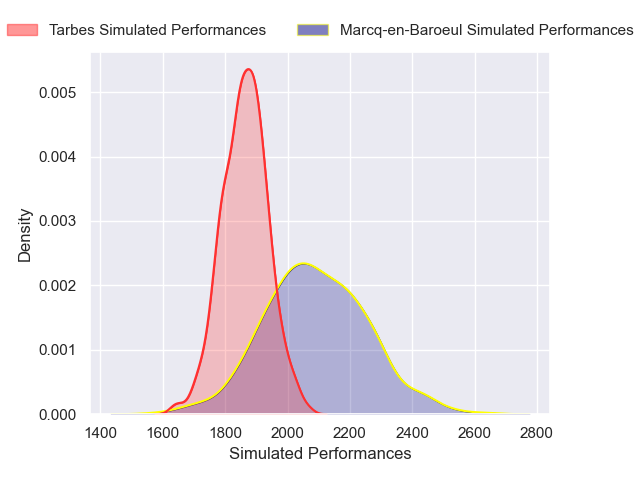 Tarbes Simulated Performances
Marcq-en-Baroeul Simulated Performances
0.005
0.004
0.003
0.002
0.001
0.000
Density
1400 1600 1800 2000 2200 2400 2600 2800
Simulated Performances